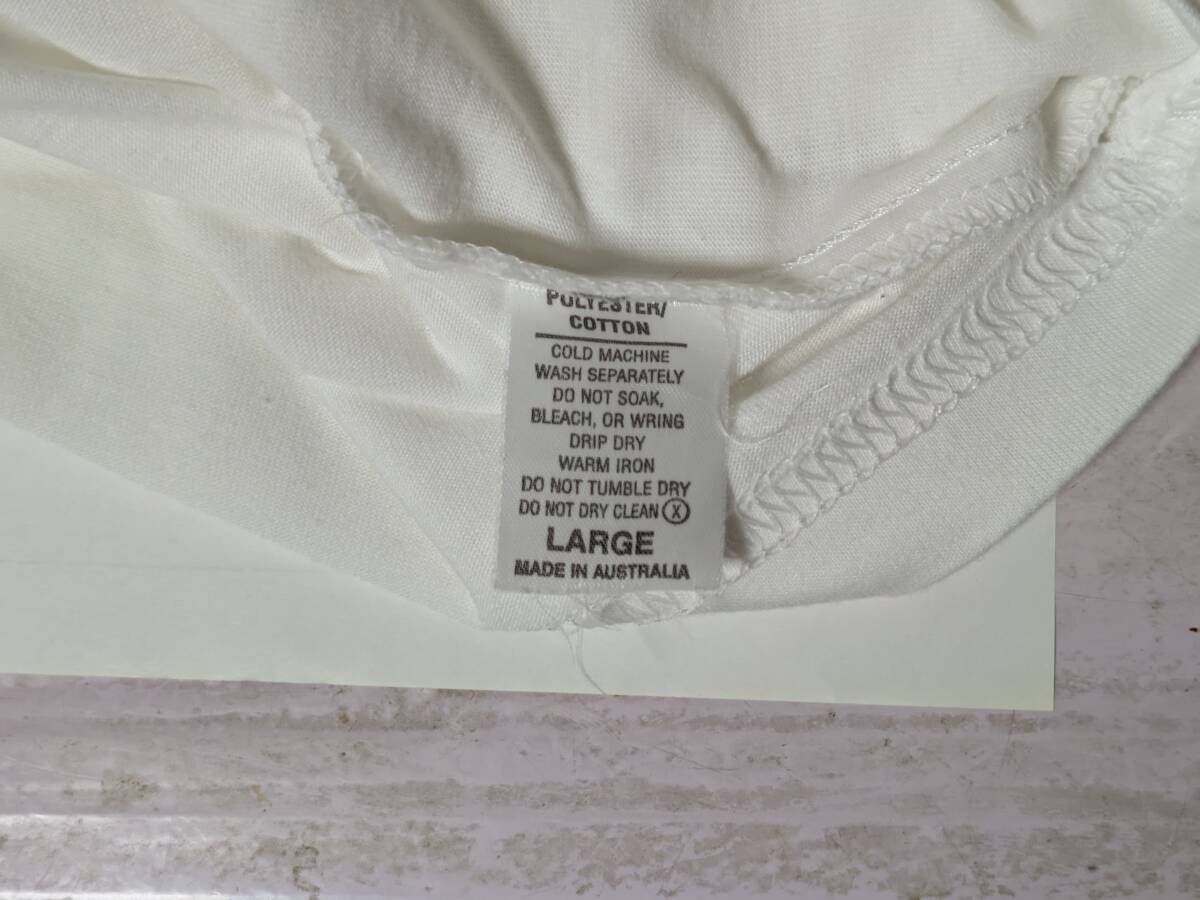 POLYESTER/
COTTON
COLD MACHINE
WASH SEPARATELY
DO NOT SOAK,
BLEACH, OR WRING
DRIP DRY
WARM IRON
DO NOT TUMBLE DRY
DO NOT DRY CLEAN Ⓧ
LARGE
MADE IN AUSTRALIA